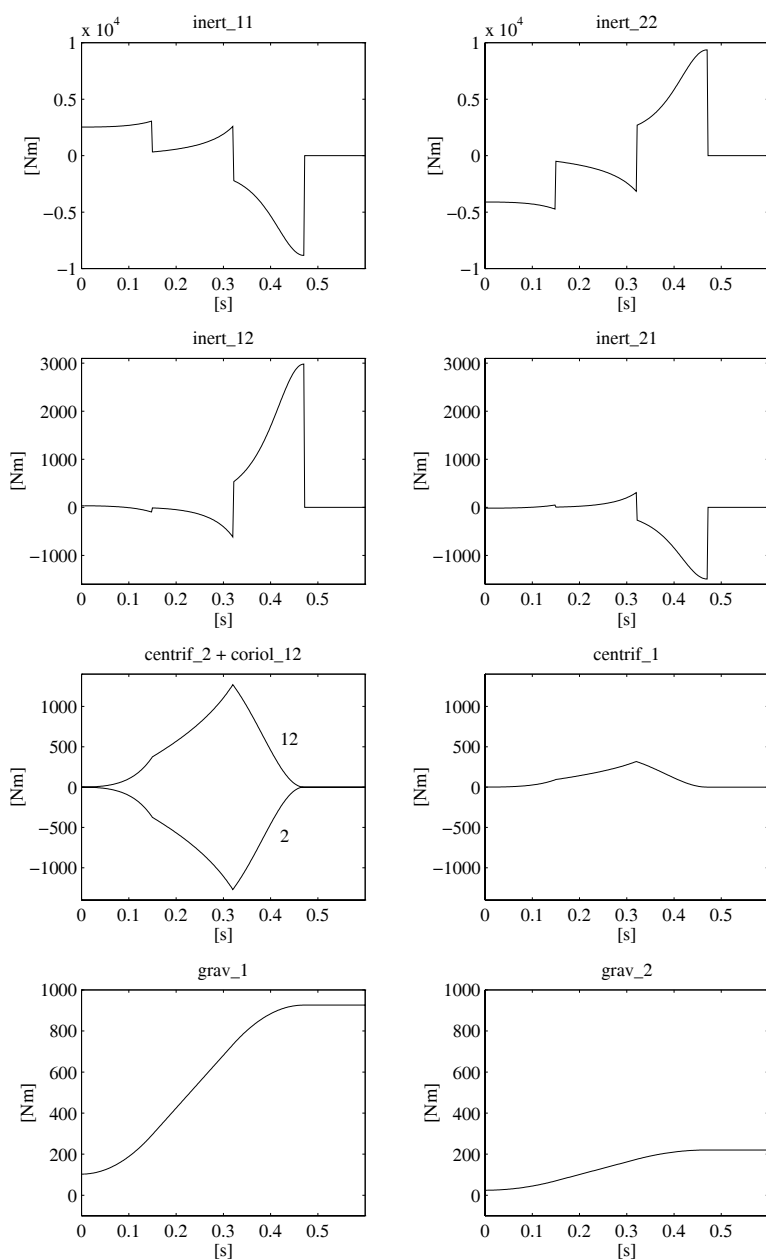 inert_11
x 10^4
1
0.5
0
−0.5
−1
[Nm]
0 0.1 0.2 0.3 0.4 0.5
[s]
inert_22
x 10^4
1
0.5
0
−0.5
−1
[Nm]
0 0.1 0.2 0.3 0.4 0.5
[s]
inert_12
3000
2000
1000
0
−1000
[Nm]
0 0.1 0.2 0.3 0.4 0.5
[s]
inert_21
3000
2000
1000
0
−1000
[Nm]
0 0.1 0.2 0.3 0.4 0.5
[s]
centrif_2 + coriol_12
1000
500
0
−500
−1000
[Nm]
12
2
0 0.1 0.2 0.3 0.4 0.5
[s]
centrif_1
1000
500
0
−500
−1000
[Nm]
0 0.1 0.2 0.3 0.4 0.5
[s]
grav_1
1000
800
600
400
200
0
[Nm]
0 0.1 0.2 0.3 0.4 0.5
[s]
grav_2
1000
800
600
400
200
0
[Nm]
0 0.1 0.2 0.3 0.4 0.5
[s]